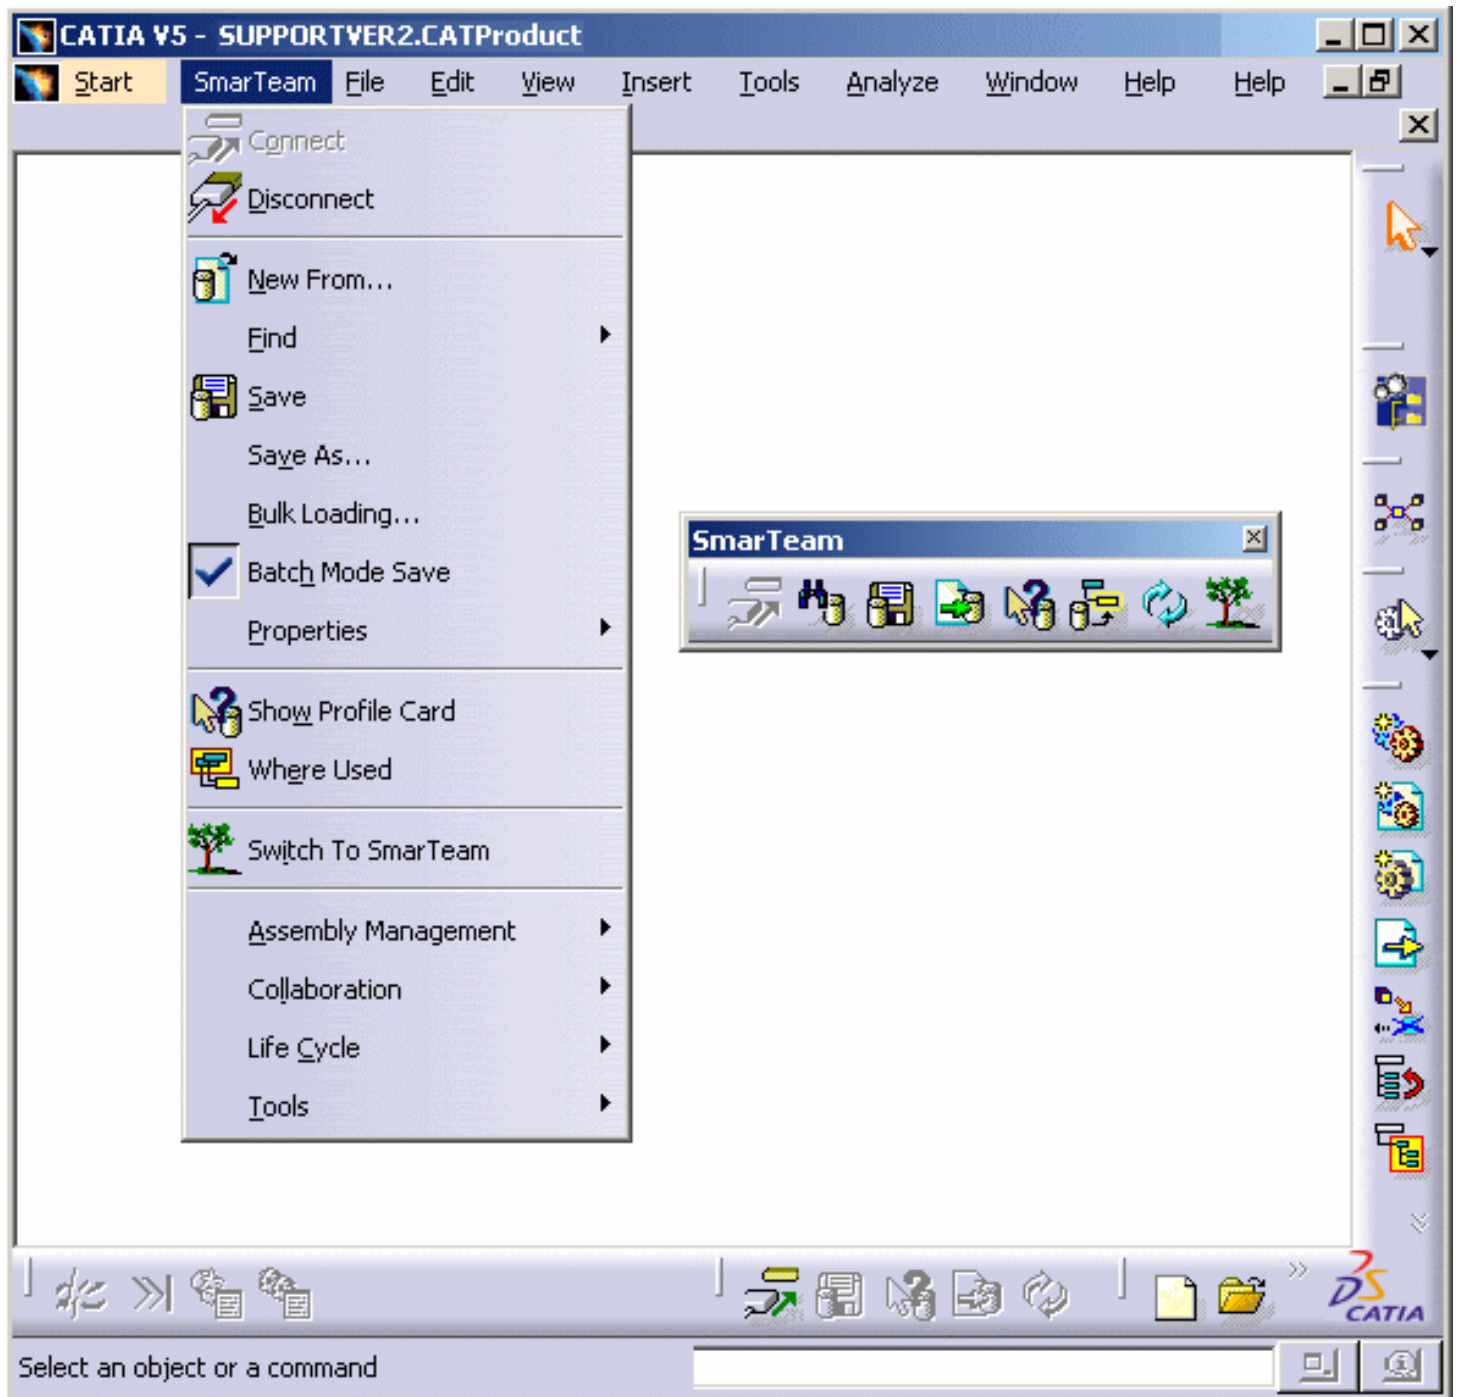 CATIA V5 - SUPPORTVER2.CATProduct
Start SmarTeam File Edit View Insert Tools Analyze Window Help Help
Connect
Disconnect
New From...
Find
Save
Save As...
Bulk Loading...
Batch Mode Save
Properties
Show Profile Card
Where Used
Switch To SmarTeam
Assembly Management
Collaboration
Life Cycle
Tools
SmarTeam
DS CATIA
Select an object or a command